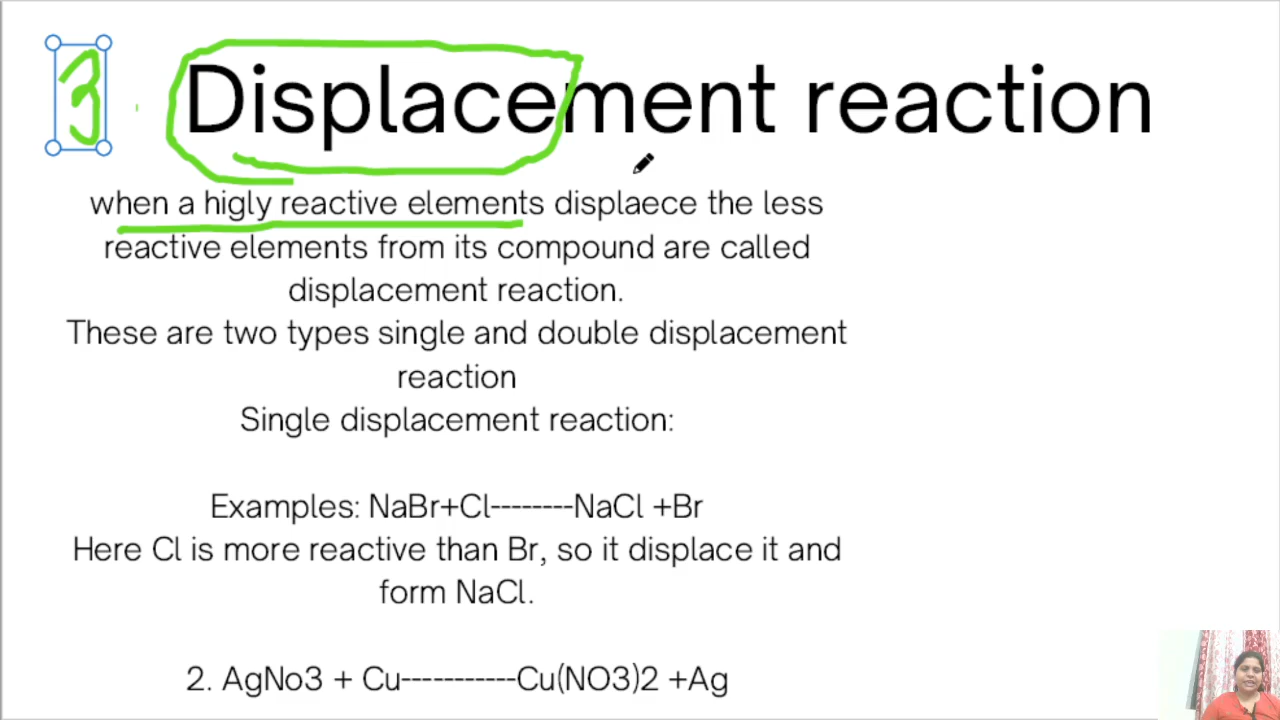 3 Displacement reaction
when a higly reactive elements displaece the less
reactive elements from its compound are called
displacement reaction.
These are two types single and double displacement
reaction
Single displacement reaction:
Examples: NaBr+Cl--------NaCl +Br
Here Cl is more reactive than Br, so it displace it and
form NaCl.
2. AgNo3 + Cu-----------Cu(NO3)2 +Ag